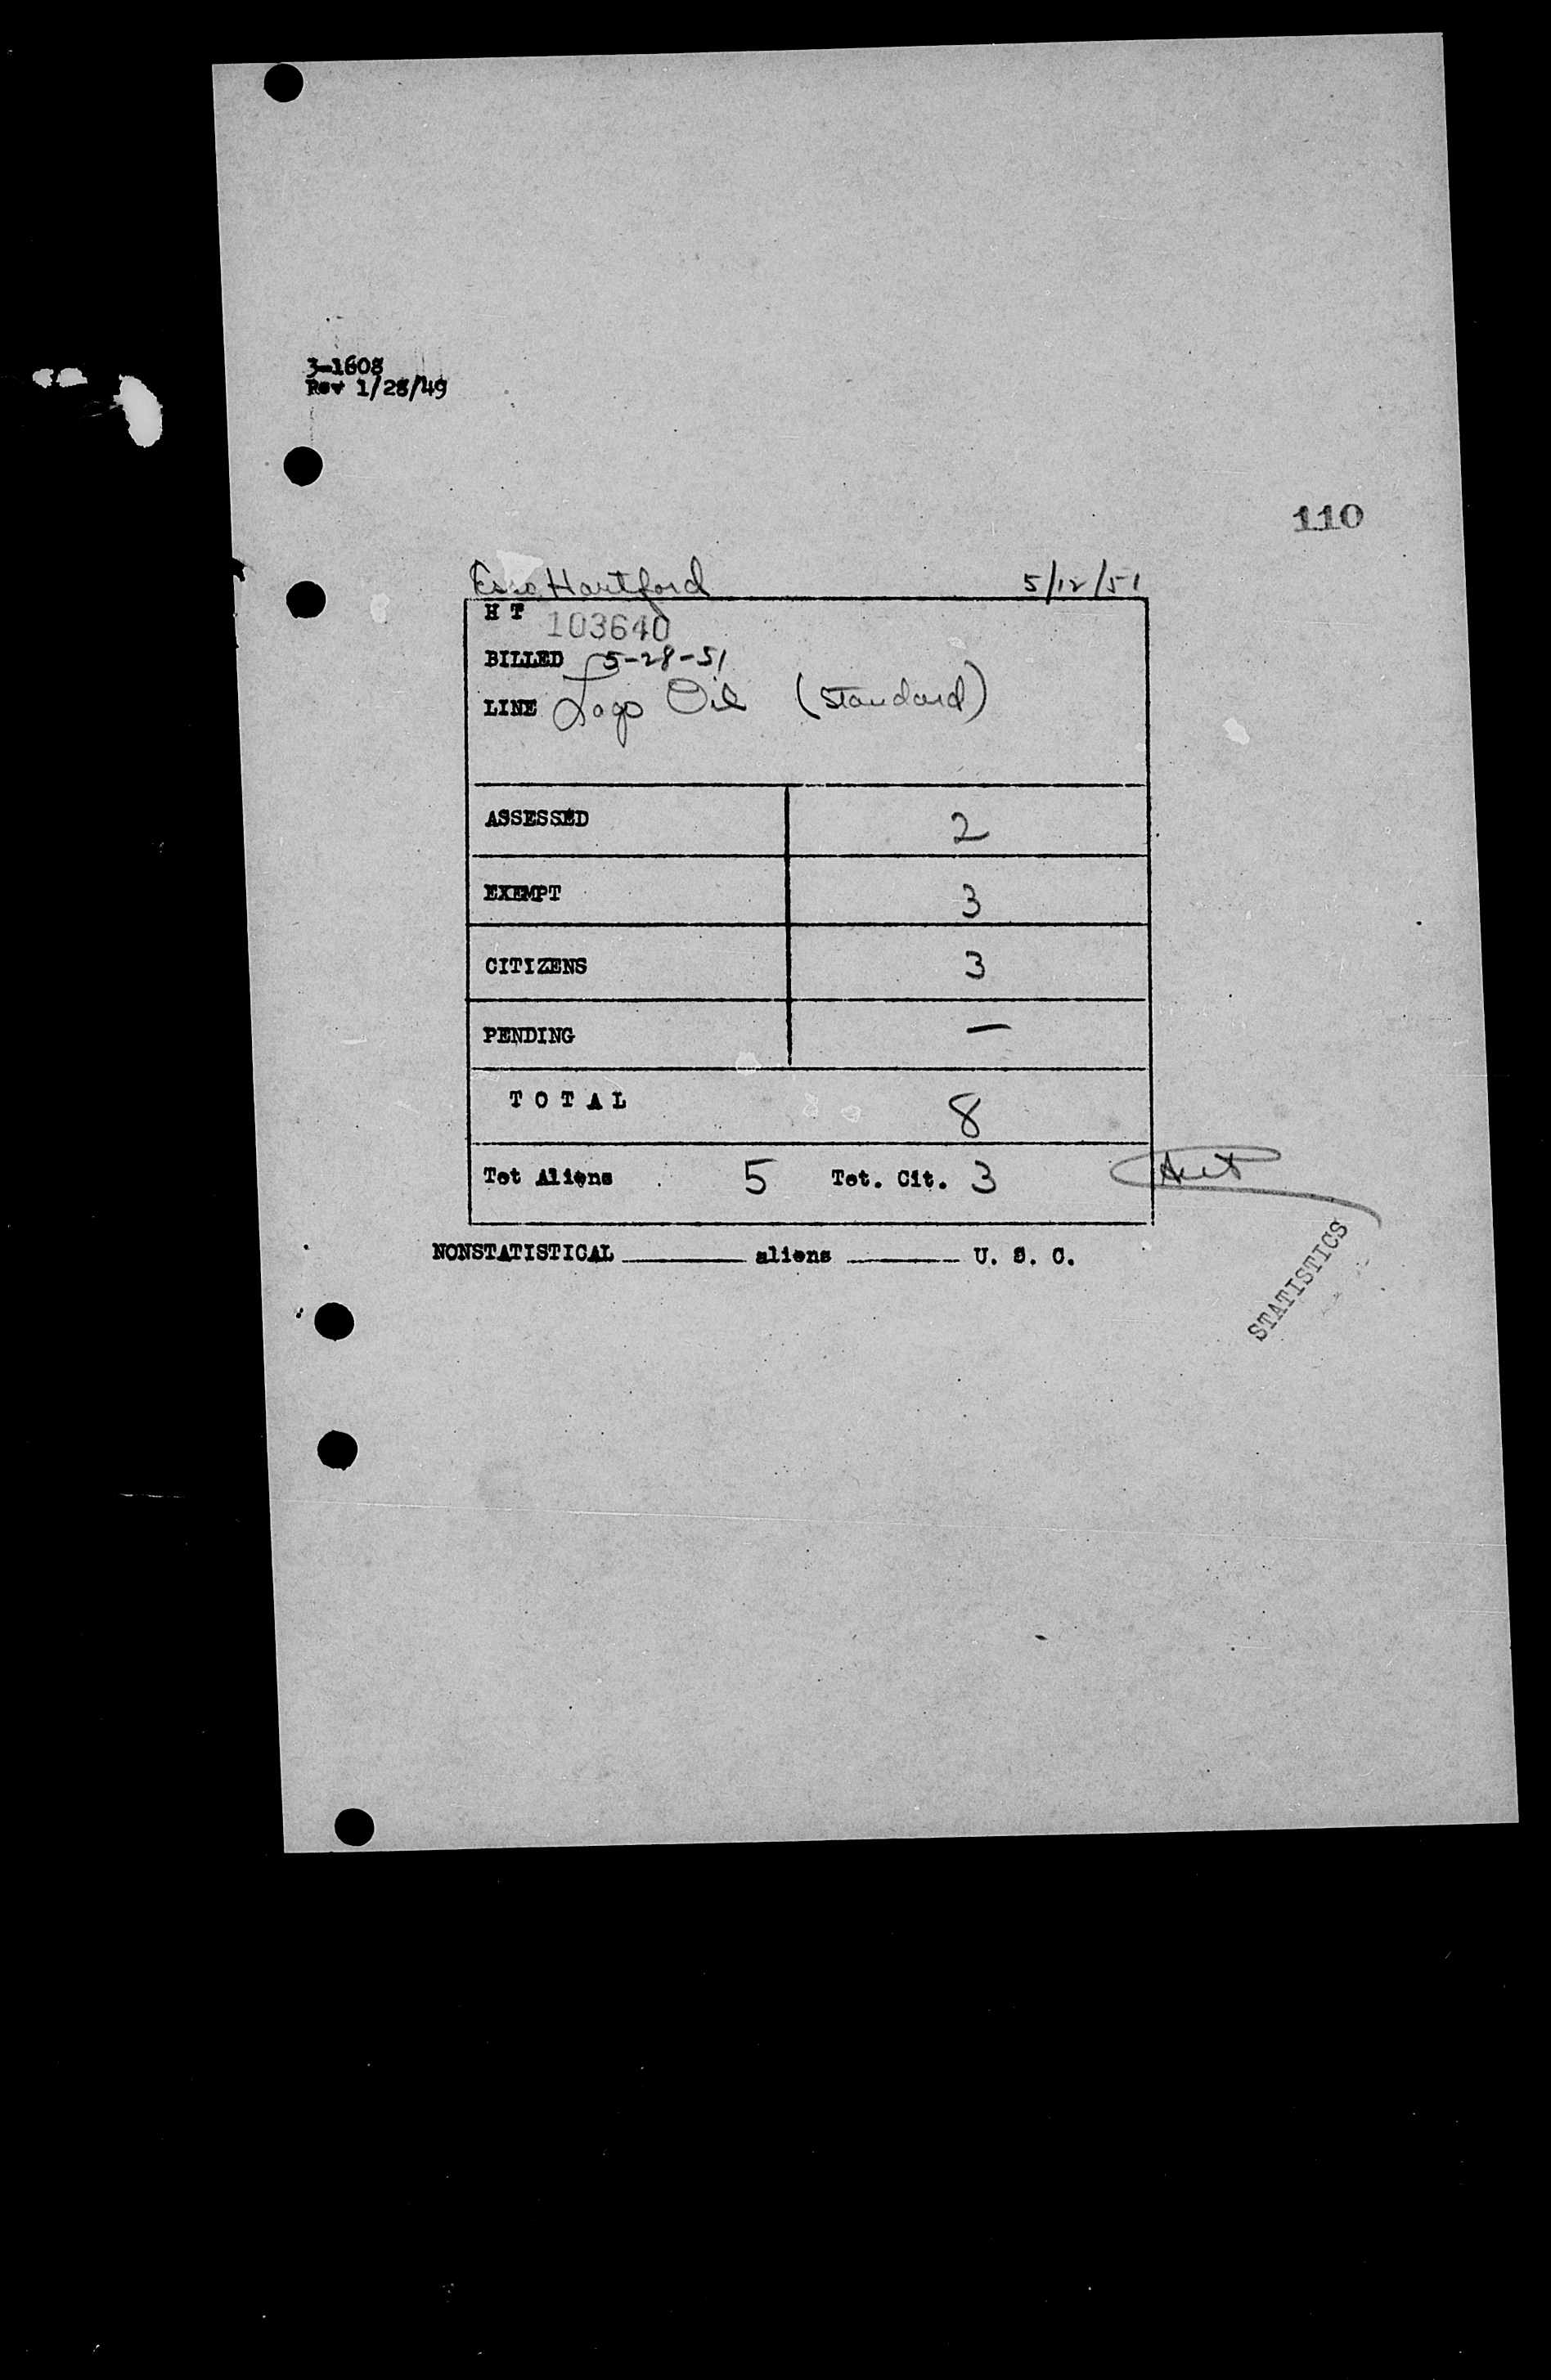 3-1608
Rev 1/28/49
110
Esso Hartford 5/12/51
H T 103640
BILLED 5-28-51
LINE Lago Oil (Standard)
ASSESSED 2
EXEMPT 3
CITIZENS 3
PENDING —
T O T A L 8
Tot Aliens 5 Tot. Cit. 3
NONSTATISTICAL ______ aliens ______ U. S. C.
STATISTICS